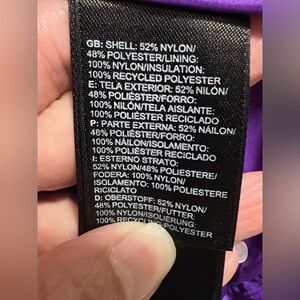 GB: SHELL: 52% NYLON/
48% POLYESTER/LINING:
100% NYLON/INSULATION:
100% RECYCLED POLYESTER
E: TELA EXTERIOR: 52% NILÓN/
48% POLIÉSTER/FORRO:
100% NILÓN/TELA AISLANTE:
100% POLIÉSTER RECICLADO
P: PARTE EXTERNA: 52% NÁILON/
48% POLIÉSTER/FORRO: 100%
NÁILON/ISOLAMENTO:
100% POLIÉSTER RECICLADO
I: ESTERNO STRATO:
52% NYLON/48% POLIESTERE/
FODERA: 100% NYLON/
ISOLAMENTO: 100% POLIESTERE
RICICLATO
D: OBERSTOFF: 52% NYLON/
48% POLYESTER/FUTTER:
100% NYLON/ISOLIERUNG:
100% RECYCLING-POLYESTER